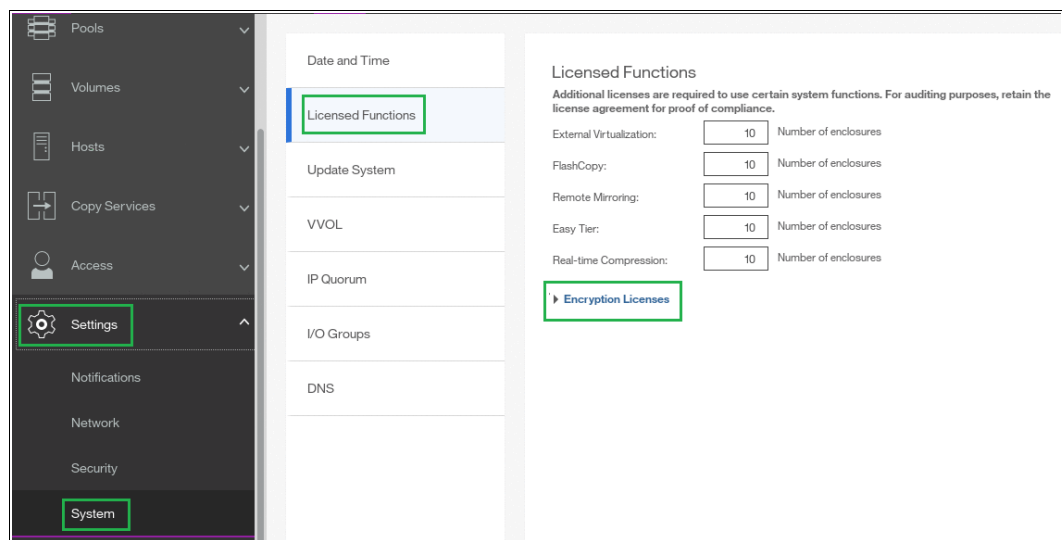 Pools
Volumes
Hosts
Copy Services
Access
Settings
Notifications
Network
Security
System
Date and Time
Licensed Functions
Update System
VVOL
IP Quorum
I/O Groups
DNS
Licensed Functions
Additional licenses are required to use certain system functions. For auditing purposes, retain the
license agreement for proof of compliance.
External Virtualization: 10 Number of enclosures
FlashCopy: 10 Number of enclosures
Remote Mirroring: 10 Number of enclosures
Easy Tier: 10 Number of enclosures
Real-time Compression: 10 Number of enclosures
Encryption Licenses